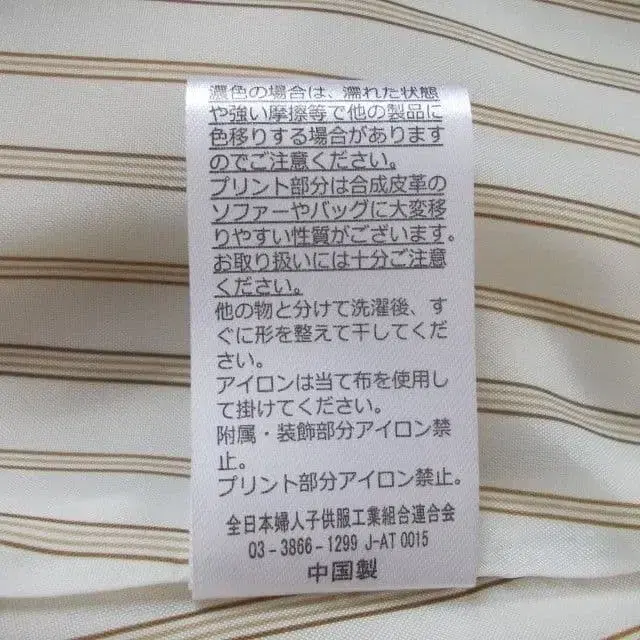 濃色の場合は、濡れた状態
や強い摩擦等で他の製品に
色移りする場合があります
のでご注意ください。
プリント部分は合成皮革の
ソファーやバッグに大変移
りやすい性質がございます。
お取り扱いには十分ご注意
ください。
他の物と分けて洗濯後、す
ぐに形を整えて干してくだ
さい。
アイロンは当て布を使用し
て掛けてください。
附属・装飾部分アイロン禁
止。
プリント部分アイロン禁止。
全日本婦人子供服工業組合連合会
03-3866-1299 J-AT 0015
中国製